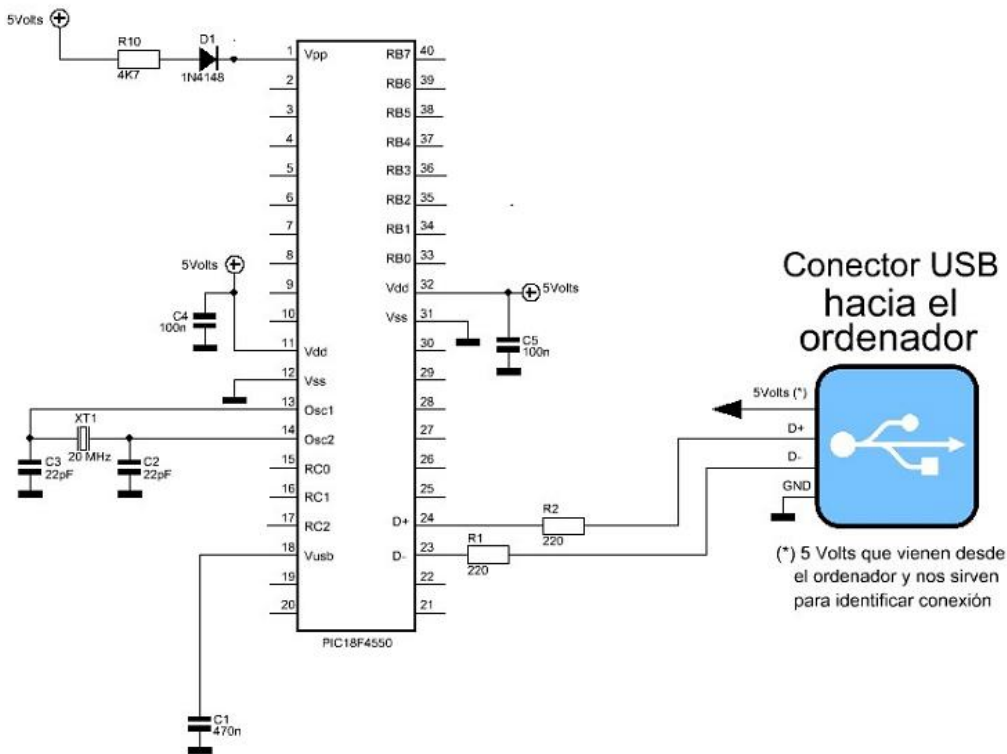 5Volts
R10
4K7
D1
1N4148
1 Vpp
2
3
4
5
6
7
8
9
10
11 Vdd
12 Vss
13 Osc1
14 Osc2
15 RC0
16 RC1
17 RC2
18 Vusb
19
20
RB7 40
RB6 39
RB5 38
RB4 37
RB3 36
RB2 35
RB1 34
RB0 33
Vdd 32
Vss 31
30
29
28
27
26
25
D+ 24
D- 23
22
21
PIC18F4550
5Volts
C4
100n
XT1
20 MHz
C3
22pF
C2
22pF
C1
470n
5Volts
C5
100n
R2
220
R1
220
Conector USB
hacia el
ordenador
5Volts (*)
D+
D-
GND
(*) 5 Volts que vienen desde
el ordenador y nos sirven
para identificar conexión